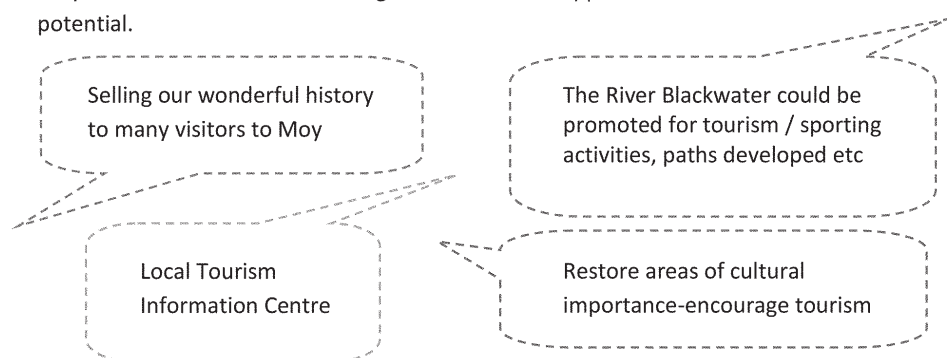 potential.
Selling our wonderful history
to many visitors to Moy
The River Blackwater could be
promoted for tourism / sporting
activities, paths developed etc
Local Tourism
Information Centre
Restore areas of cultural
importance-encourage tourism